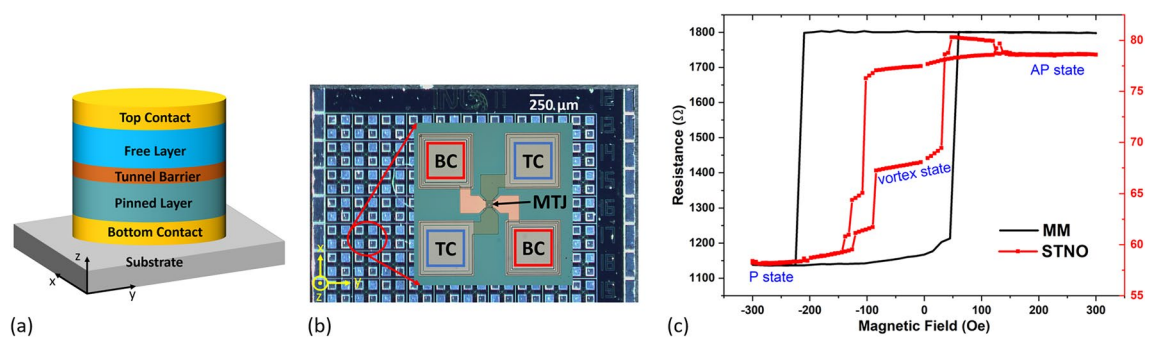 Top Contact
Free Layer
Tunnel Barrier
Pinned Layer
Bottom Contact
Substrate
z
x
y
(a)
250 µm
BC
TC
MTJ
TC
BC
x
y
z
(b)
Resistance (Ω)
1800
1700
1600
1500
1400
1300
1200
1100
80
75
70
65
60
55
AP state
vortex state
P state
MM
STNO
-300
-200
-100
0
100
200
300
Magnetic Field (Oe)
(c)